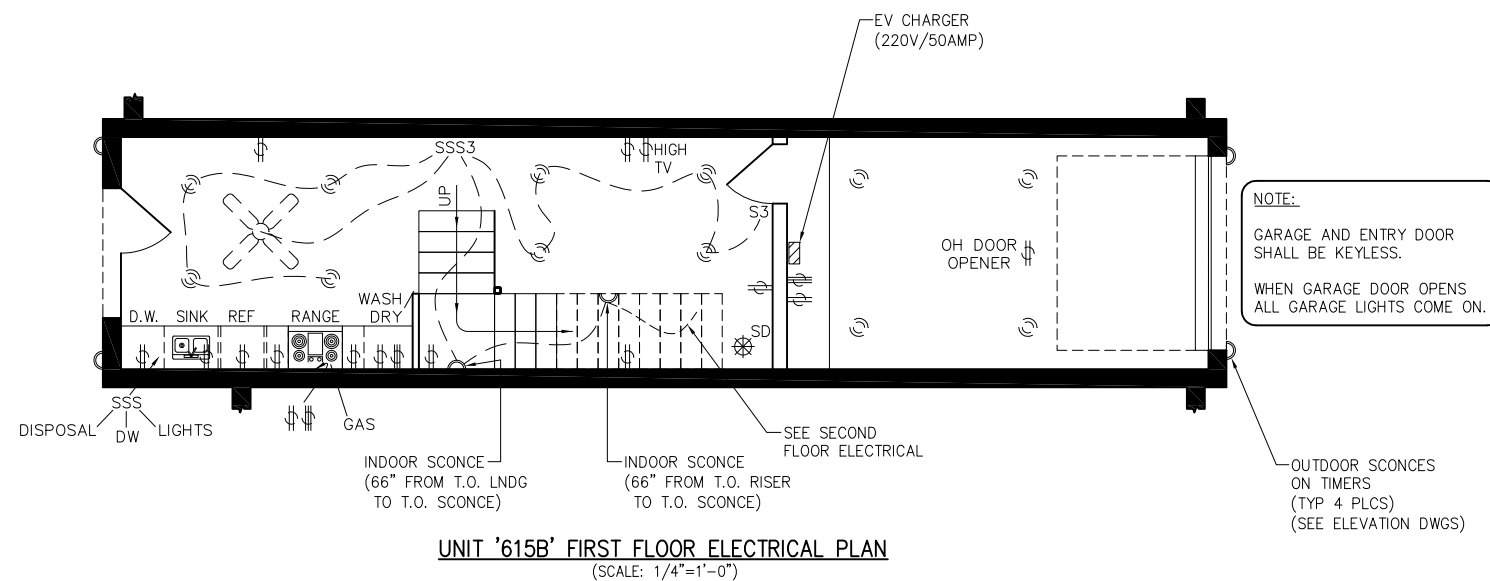 EV CHARGER
(220V/50AMP)
SSS3
HIGH
TV
UP
S3
OH DOOR
OPENER
NOTE:
GARAGE AND ENTRY DOOR
SHALL BE KEYLESS.
WHEN GARAGE DOOR OPENS
ALL GARAGE LIGHTS COME ON.
WASH
DRY
D.W.
SINK
REF
RANGE
SD
SSS
DISPOSAL
DW
LIGHTS
GAS
SEE SECOND
FLOOR ELECTRICAL
INDOOR SCONCE
(66" FROM T.O. LNDG
TO T.O. SCONCE)
INDOOR SCONCE
(66" FROM T.O. RISER
TO T.O. SCONCE)
OUTDOOR SCONCES
ON TIMERS
(TYP 4 PLCS)
(SEE ELEVATION DWGS)
UNIT '615B' FIRST FLOOR ELECTRICAL PLAN
(SCALE: 1/4"=1'-0")